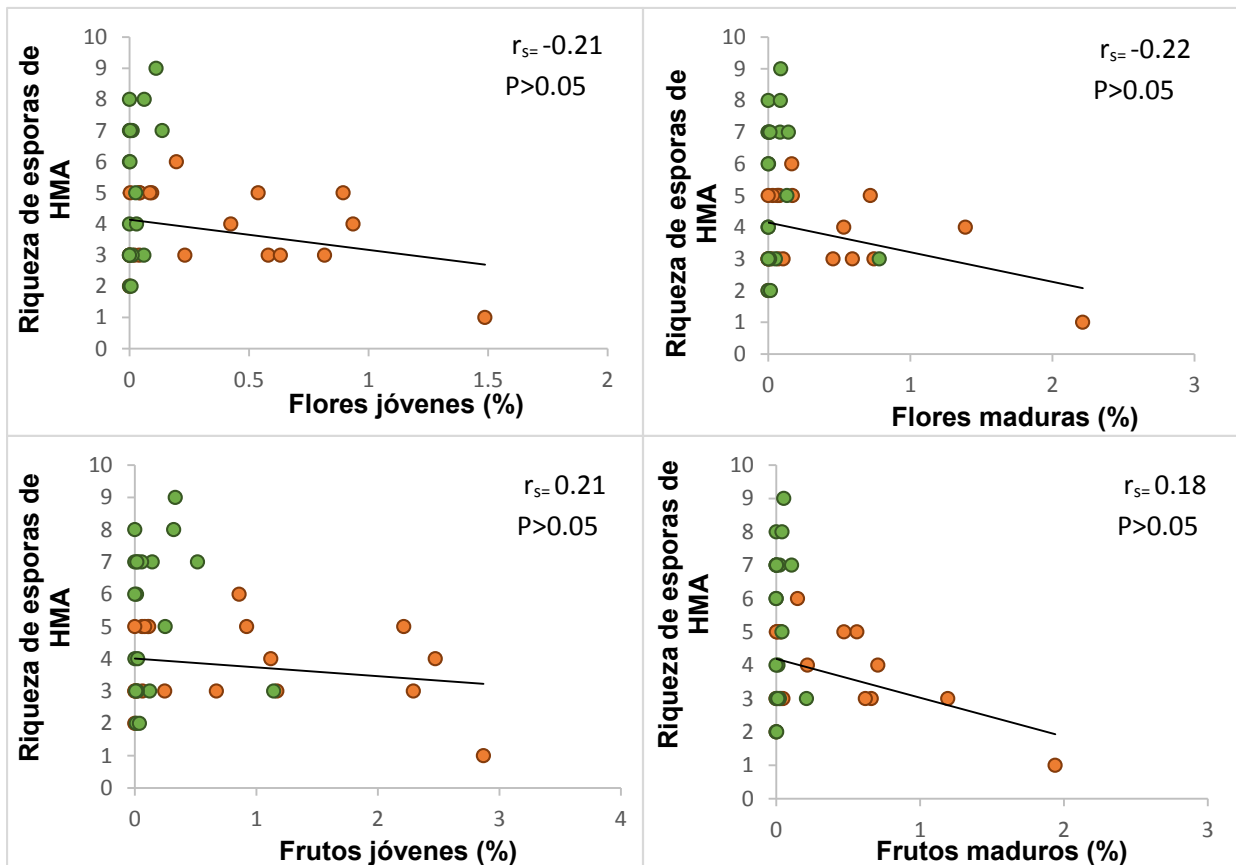 10
9
8
7
6
5
4
3
2
1
0
Riqueza de esporas de
HMA
rs= -0.21
P>0.05
0 0.5 1 1.5 2
Flores jóvenes (%)
10
9
8
7
6
5
4
3
2
1
0
Riqueza de esporas de
HMA
rs= -0.22
P>0.05
0 1 2 3
Flores maduras (%)
10
9
8
7
6
5
4
3
2
1
0
Riqueza de esporas de
HMA
rs= 0.21
P>0.05
0 1 2 3 4
Frutos jóvenes (%)
10
9
8
7
6
5
4
3
2
1
0
Riqueza de esporas de
HMA
rs= 0.18
P>0.05
0 1 2 3
Frutos maduros (%)